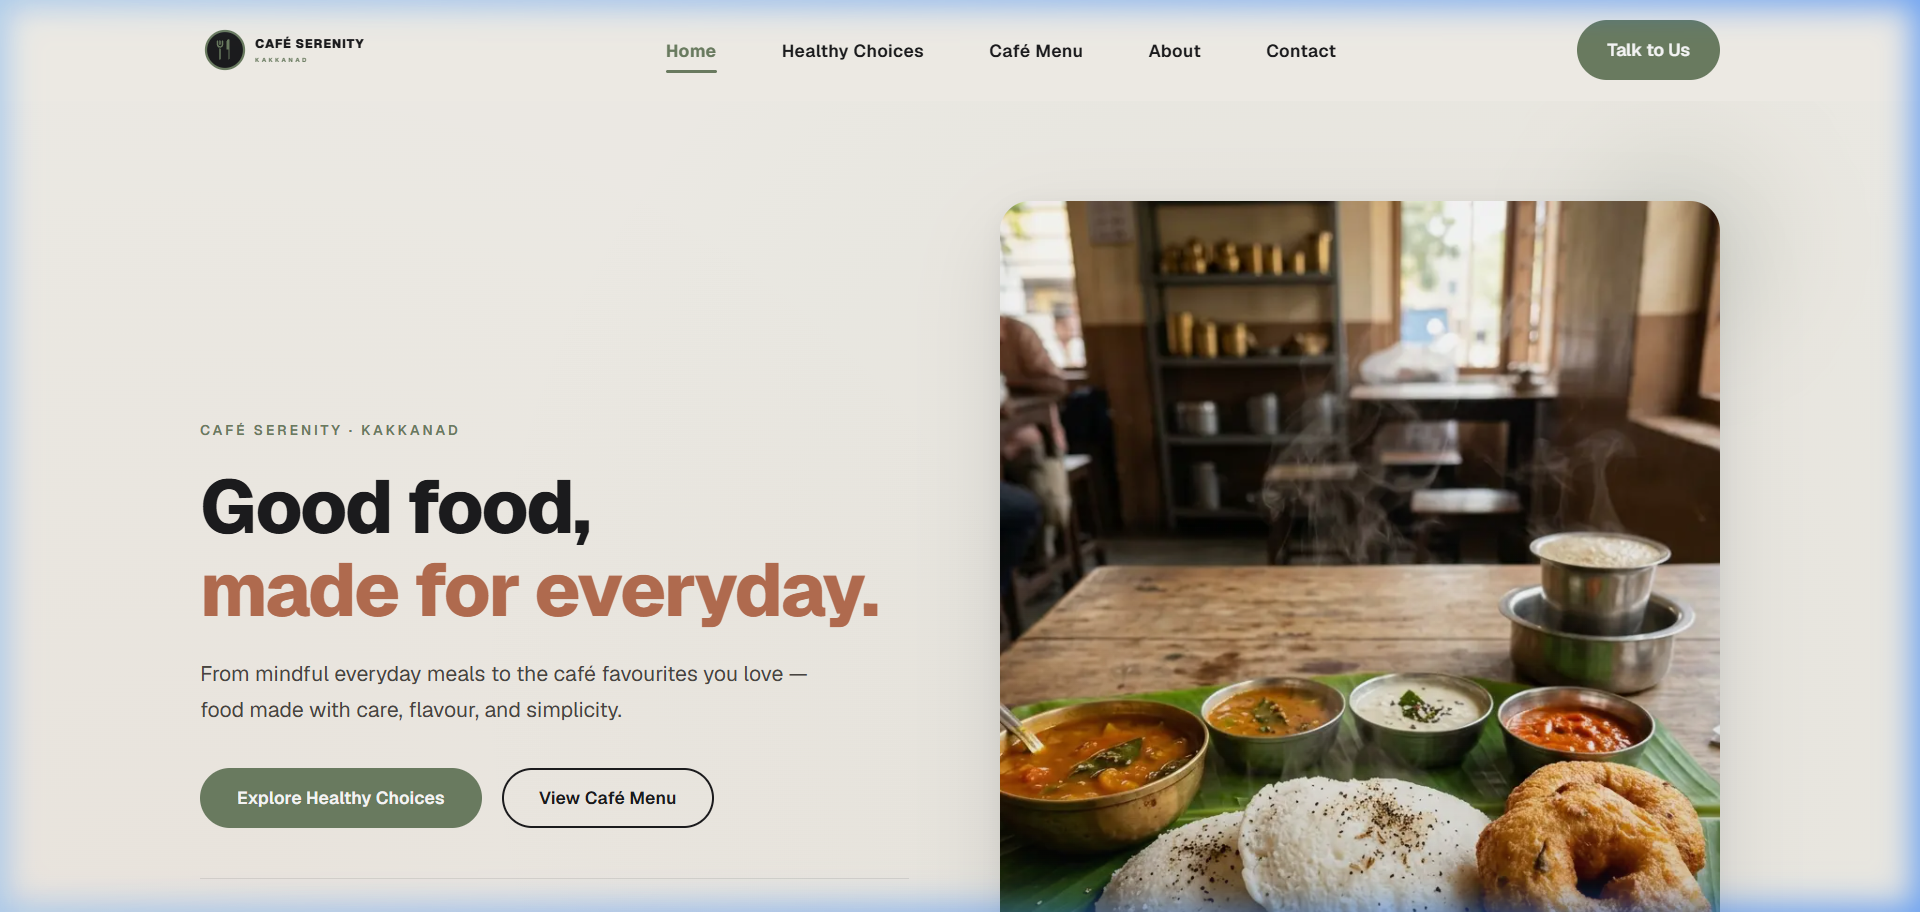 CAFÉ SERENITY
KAKKANAD
Home
Healthy Choices
Café Menu
About
Contact
Talk to Us
CAFÉ SERENITY · KAKKANAD
Good food,
made for everyday.
From mindful everyday meals to the café favourites you love —
food made with care, flavour, and simplicity.
Explore Healthy Choices
View Café Menu